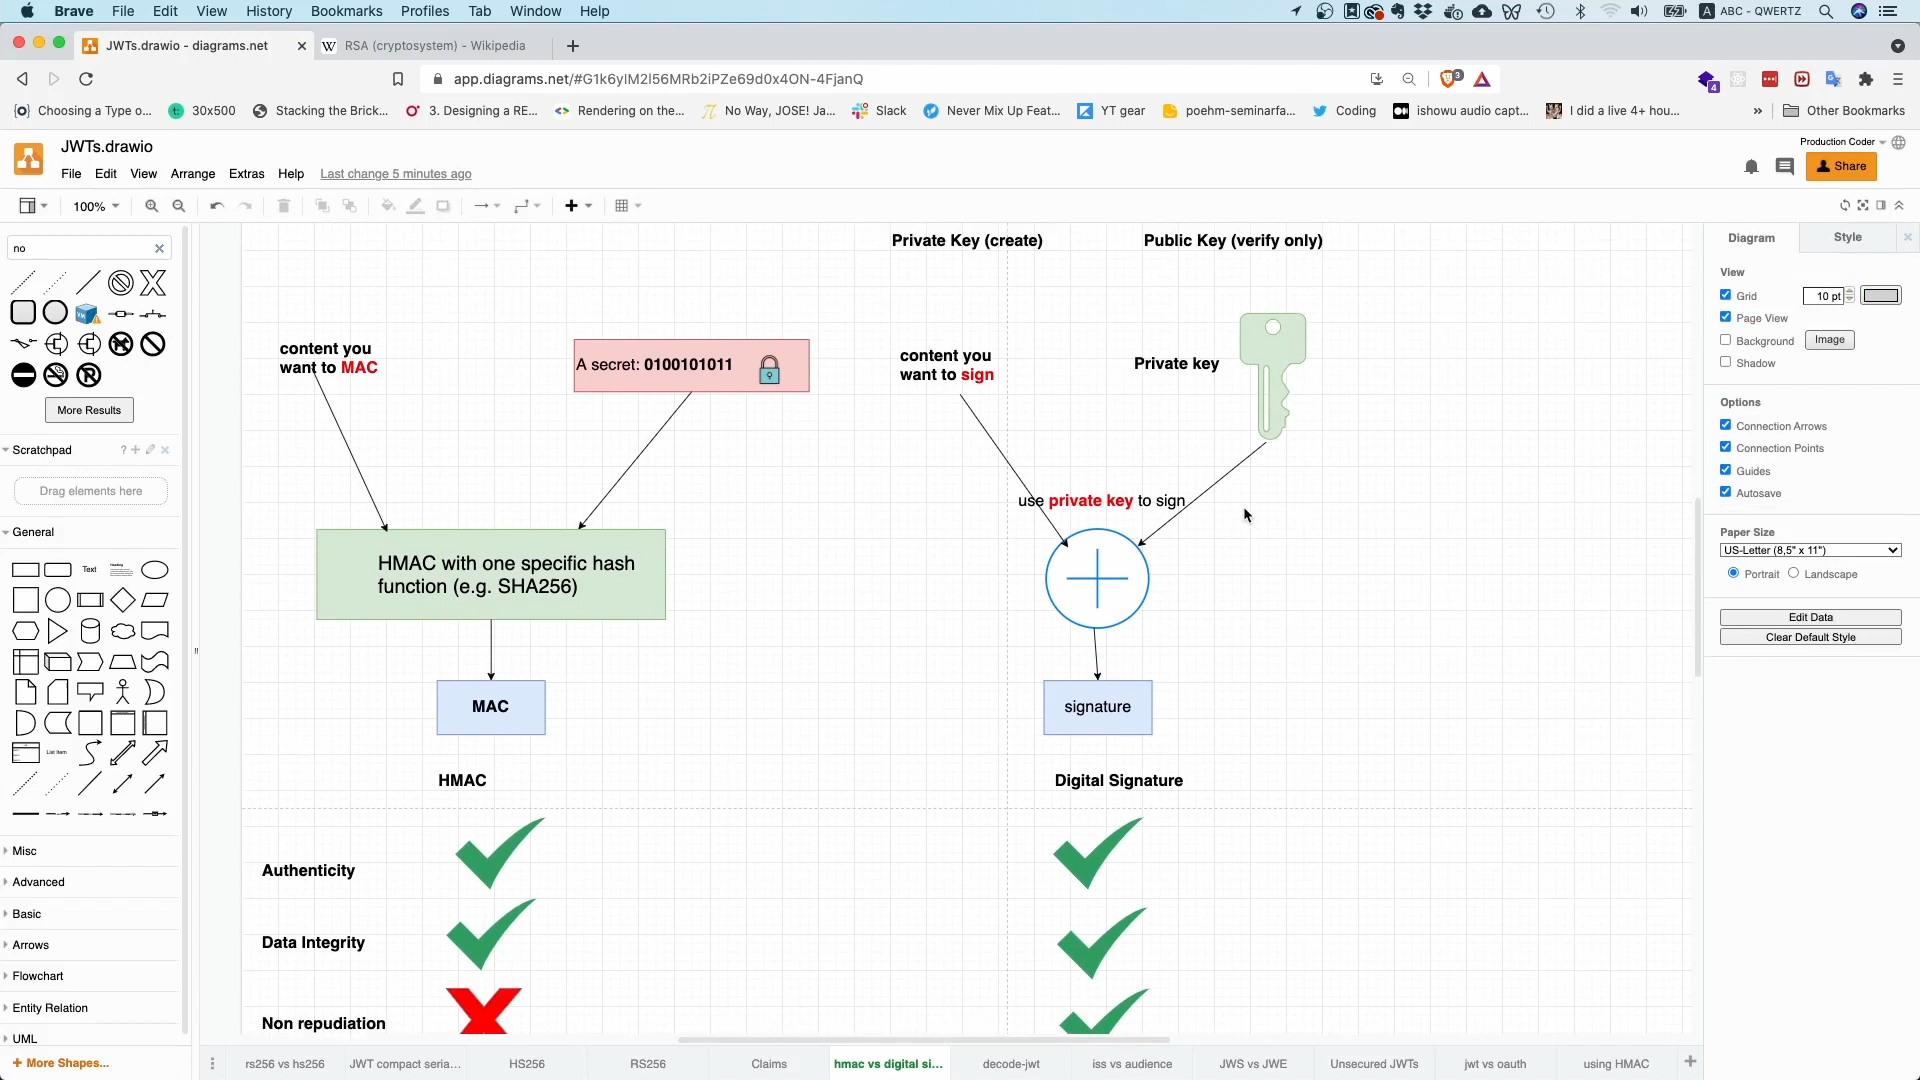 Brave File Edit View History Bookmarks Profiles Tab Window Help
A ABC - QWERTZ
JWTs.drawio - diagrams.net
W RSA (cryptosystem) - Wikipedia
app.diagrams.net/#G1k6ylM2l56MRb2iPZe69d0x4ON-4FjanQ
3
4
Choosing a Type o...
30x500
Stacking the Brick...
3. Designing a RE...
Rendering on the...
No Way, JOSE! Ja...
Slack
Never Mix Up Feat...
YT gear
poehm-seminarfa...
Coding
ishowu audio capt...
I did a live 4+ hou...
Other Bookmarks
JWTs.drawio
Production Coder
File Edit View Arrange Extras Help Last change 5 minutes ago
Share
100%
no
More Results
Scratchpad
Drag elements here
General
Text
Heading
List Item
Misc
Advanced
Basic
Arrows
Flowchart
Entity Relation
UML
+ More Shapes...
Private Key (create)
Public Key (verify only)
content you
want to MAC
A secret: 0100101011
content you
want to sign
Private key
use private key to sign
HMAC with one specific hash
function (e.g. SHA256)
MAC
signature
HMAC
Digital Signature
Authenticity
Data Integrity
Non repudiation
Diagram
Style
View
Grid
10 pt
Page View
Background
Image
Shadow
Options
Connection Arrows
Connection Points
Guides
Autosave
Paper Size
US-Letter (8,5" x 11")
Portrait
Landscape
Edit Data
Clear Default Style
rs256 vs hs256
JWT compact seria...
HS256
RS256
Claims
hmac vs digital si...
decode-jwt
iss vs audience
JWS vs JWE
Unsecured JWTs
jwt vs oauth
using HMAC